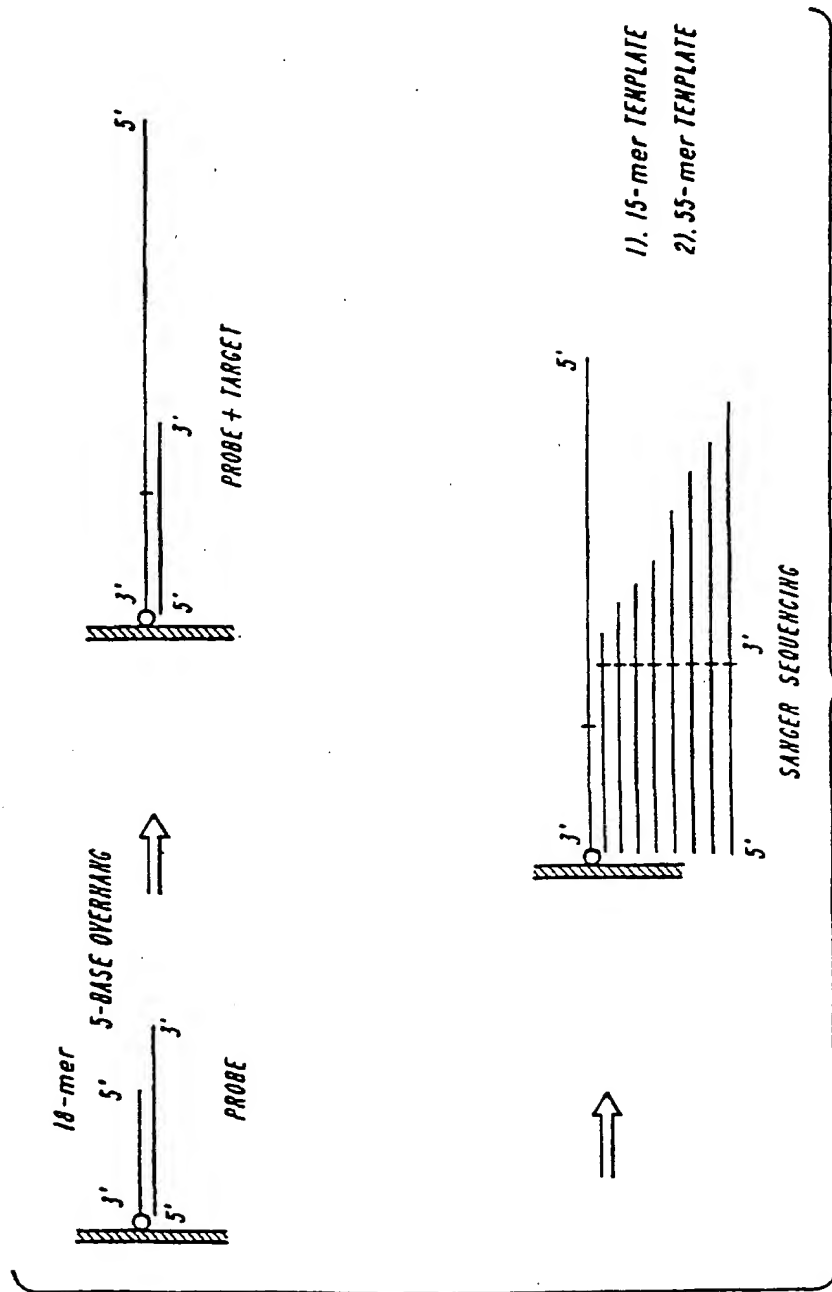 18-mer
5-BASE OVERHANG
3' 5'
5' 3'
PROBE
3' 5'
5' 3'
PROBE + TARGET
3' 5'
5' 3'
SANGER SEQUENCING
1). 15-mer TEMPLATE
2). 55-mer TEMPLATE